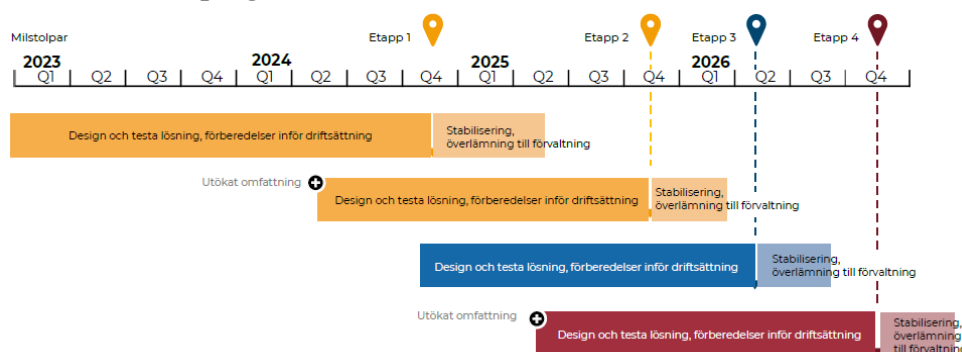 Milstolpar
Etapp 1
Etapp 2
Etapp 3
Etapp 4
2023
2024
2025
2026
Q1 Q2 Q3 Q4 Q1 Q2 Q3 Q4 Q1 Q2 Q3 Q4 Q1 Q2 Q3 Q4
Design och testa lösning, förberedelser inför driftsättning
Stabilisering,
överlämning till förvaltning
Utökat omfattning
Design och testa lösning, förberedelser inför driftsättning
Stabilisering,
överlämning till förvaltning
Design och testa lösning, förberedelser inför driftsättning
Stabilisering,
överlämning till förvaltning
Utökat omfattning
Design och testa lösning, förberedelser inför driftsättning
Stabilisering,
överlämning
till förvaltning